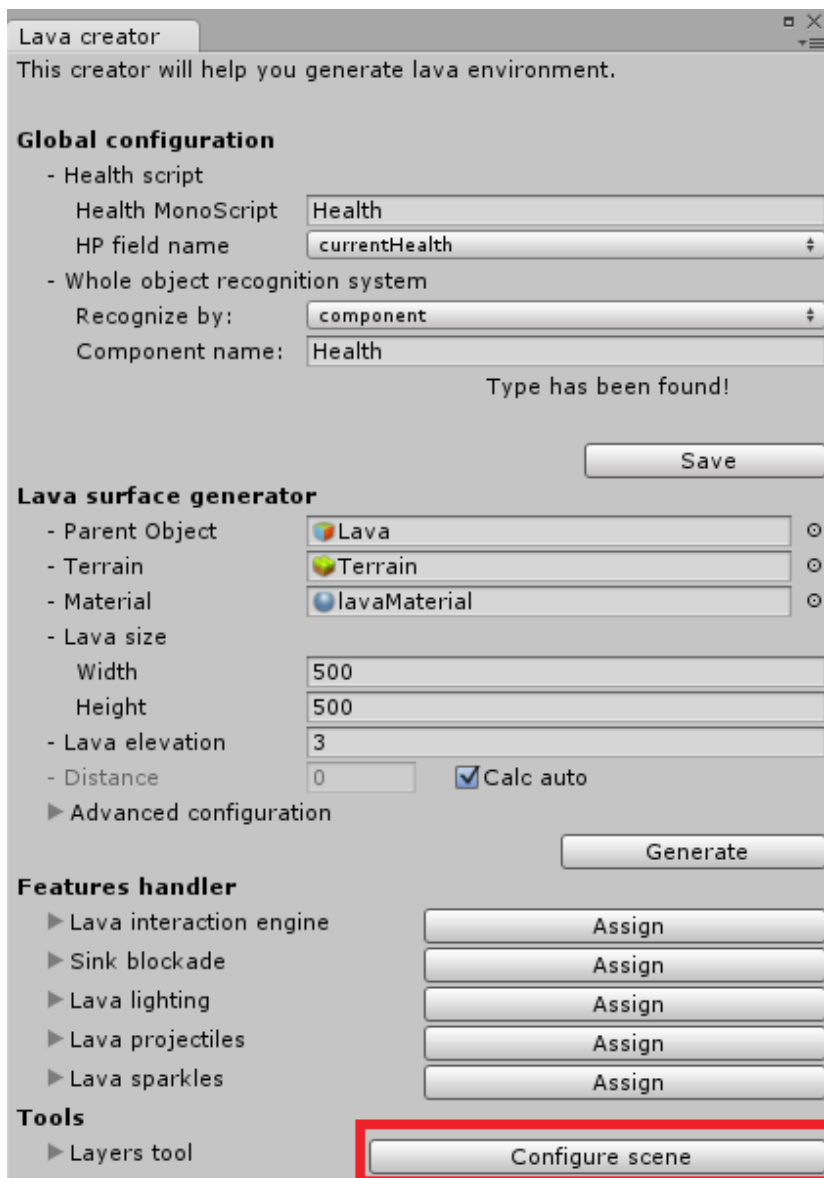 Lava creator
This creator will help you generate lava environment.
Global configuration
- Health script
Health MonoScript Health
HP field name currentHealth
- Whole object recognition system
Recognize by: component
Component name: Health
Type has been found!
Save
Lava surface generator
- Parent Object Lava
- Terrain Terrain
- Material lavaMaterial
- Lava size
Width 500
Height 500
- Lava elevation 3
- Distance 0 Calc auto
Advanced configuration
Generate
Features handler
Lava interaction engine Assign
Sink blockade Assign
Lava lighting Assign
Lava projectiles Assign
Lava sparkles Assign
Tools
Layers tool Configure scene